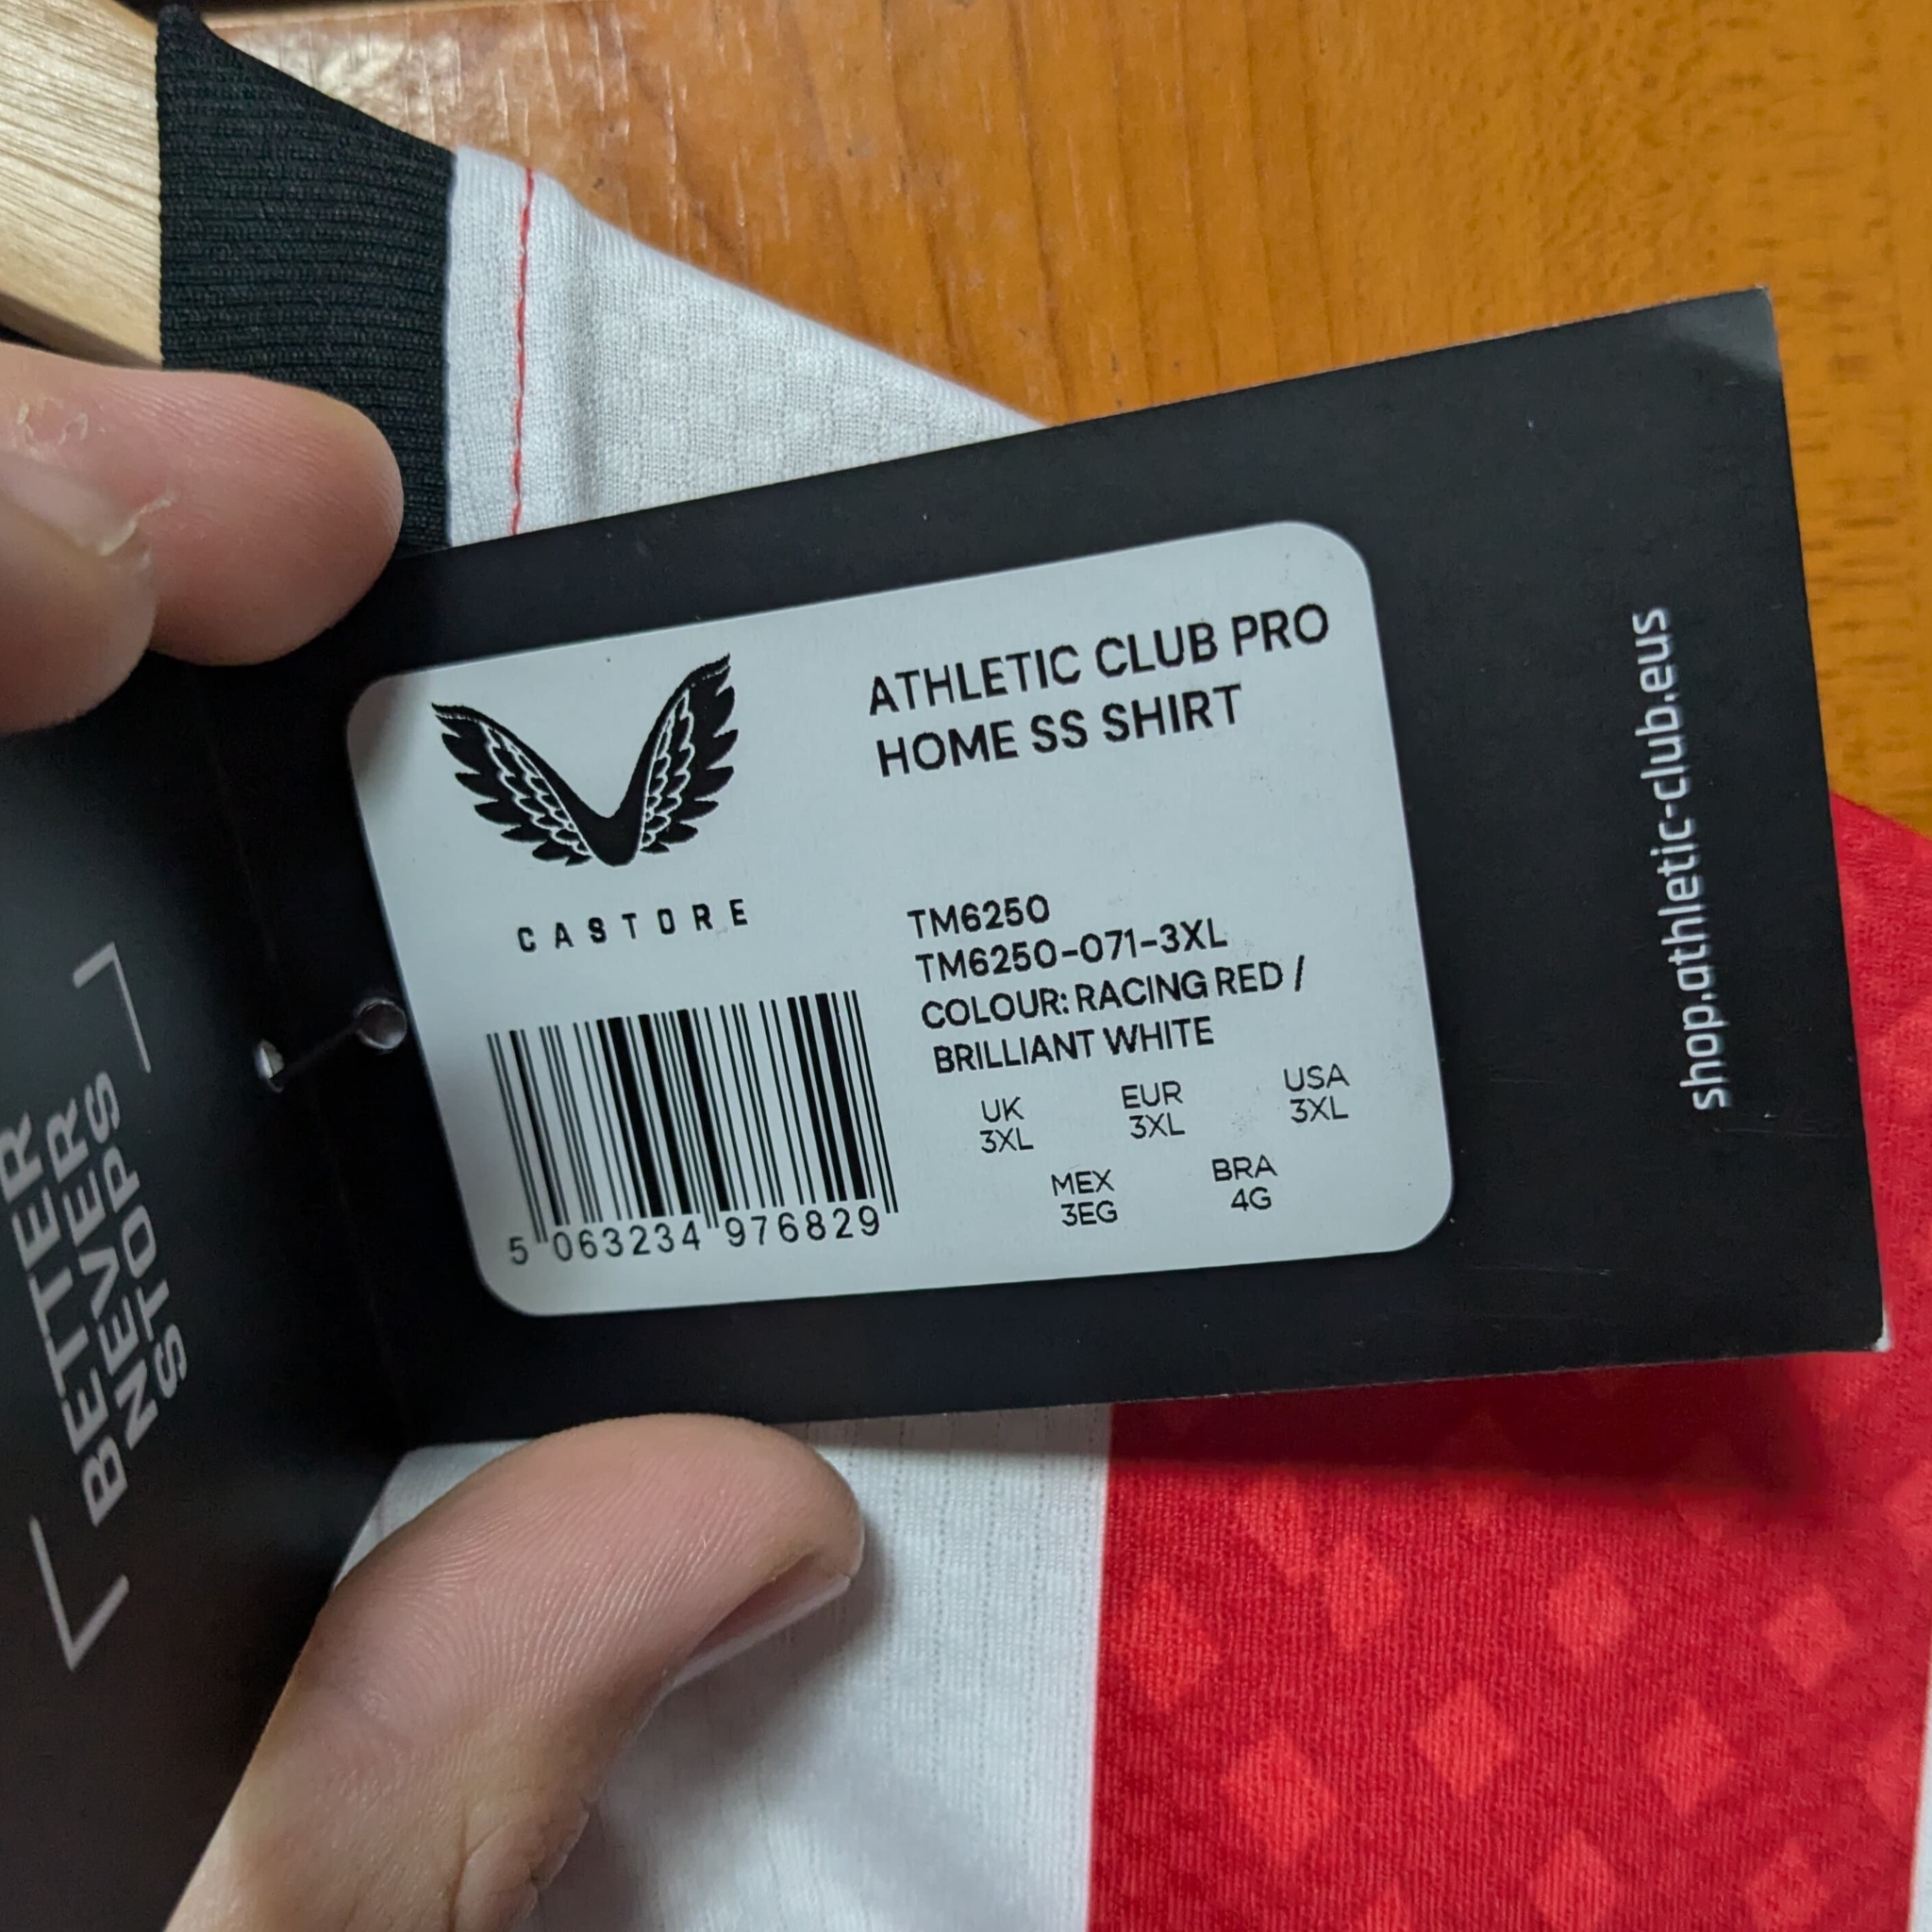 ATHLETIC CLUB PRO
HOME SS SHIRT
CASTORE
TM6250
TM6250-071-3XL
COLOUR: RACING RED /
BRILLIANT WHITE
UK EUR USA
3XL 3XL 3XL
MEX BRA
3EG 4G
5 063234 976829
shop.athletic-club.eus
BETTER
NEVER
STOPS